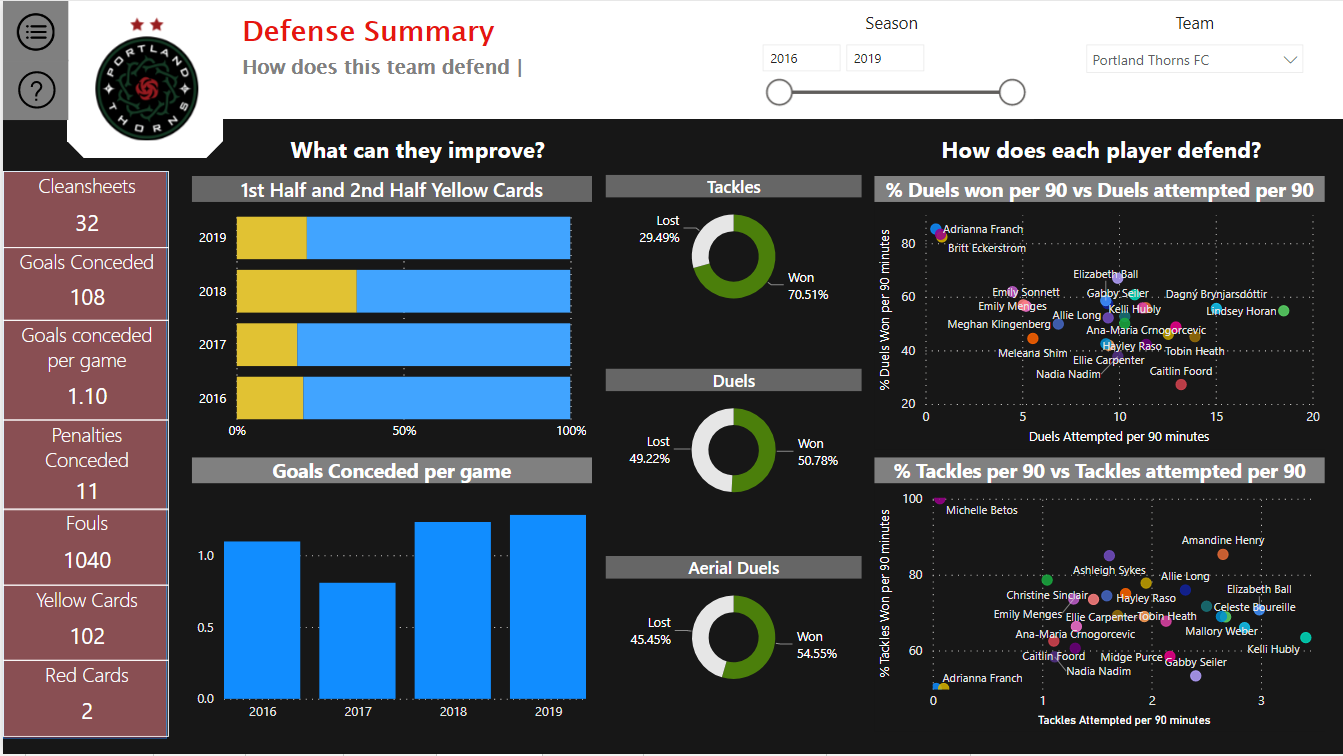 PORTLAND
THORNS
Defense Summary
How does this team defend |
Season
2016
2019
Team
Portland Thorns FC
?
Cleansheets
32
Goals Conceded
108
Goals conceded
per game
1.10
Penalties
Conceded
11
Fouls
1040
Yellow Cards
102
Red Cards
2
What can they improve?
1st Half and 2nd Half Yellow Cards
2019
2018
2017
2016
0%
50%
100%
Goals Conceded per game
1.0
0.5
0.0
2016
2017
2018
2019
Tackles
Lost
29.49%
Won
70.51%
Duels
Lost
49.22%
Won
50.78%
Aerial Duels
Lost
45.45%
Won
54.55%
How does each player defend?
% Duels won per 90 vs Duels attempted per 90
% Duels Won per 90 minutes
80
60
40
20
Adrianna Franch
Britt Eckerstrom
Elizabeth Ball
Emily Sonnett
Gabby Seiler
Dagný Brynjarsdóttir
Emily Menges
Allie Long
Kelli Hubly
Lindsey Horan
Meghan Klingenberg
Ana-Maria Crnogorcevic
Meleana Shim
Hayley Raso
Tobin Heath
Ellie Carpenter
Nadia Nadim
Caitlin Foord
0
5
10
15
20
Duels Attempted per 90 minutes
% Tackles per 90 vs Tackles attempted per 90
% Tackles Won per 90 minutes
100
80
60
Michelle Betos
Amandine Henry
Ashleigh Sykes
Allie Long
Christine Sinclair
Hayley Raso
Elizabeth Ball
Emily Menges
Ellie Carpenter
Tobin Heath
Celeste Boureille
Ana-Maria Crnogorcevic
Mallory Weber
Caitlin Foord
Midge Purce
Gabby Seiler
Kelli Hubly
Nadia Nadim
Adrianna Franch
0
1
2
3
Tackles Attempted per 90 minutes